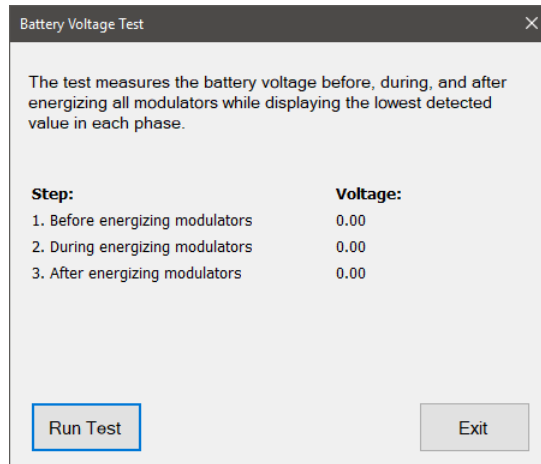 Battery Voltage Test
The test measures the battery voltage before, during, and after
energizing all modulators while displaying the lowest detected
value in each phase.
Step: Voltage:
1. Before energizing modulators 0.00
2. During energizing modulators 0.00
3. After energizing modulators 0.00
Run Test Exit